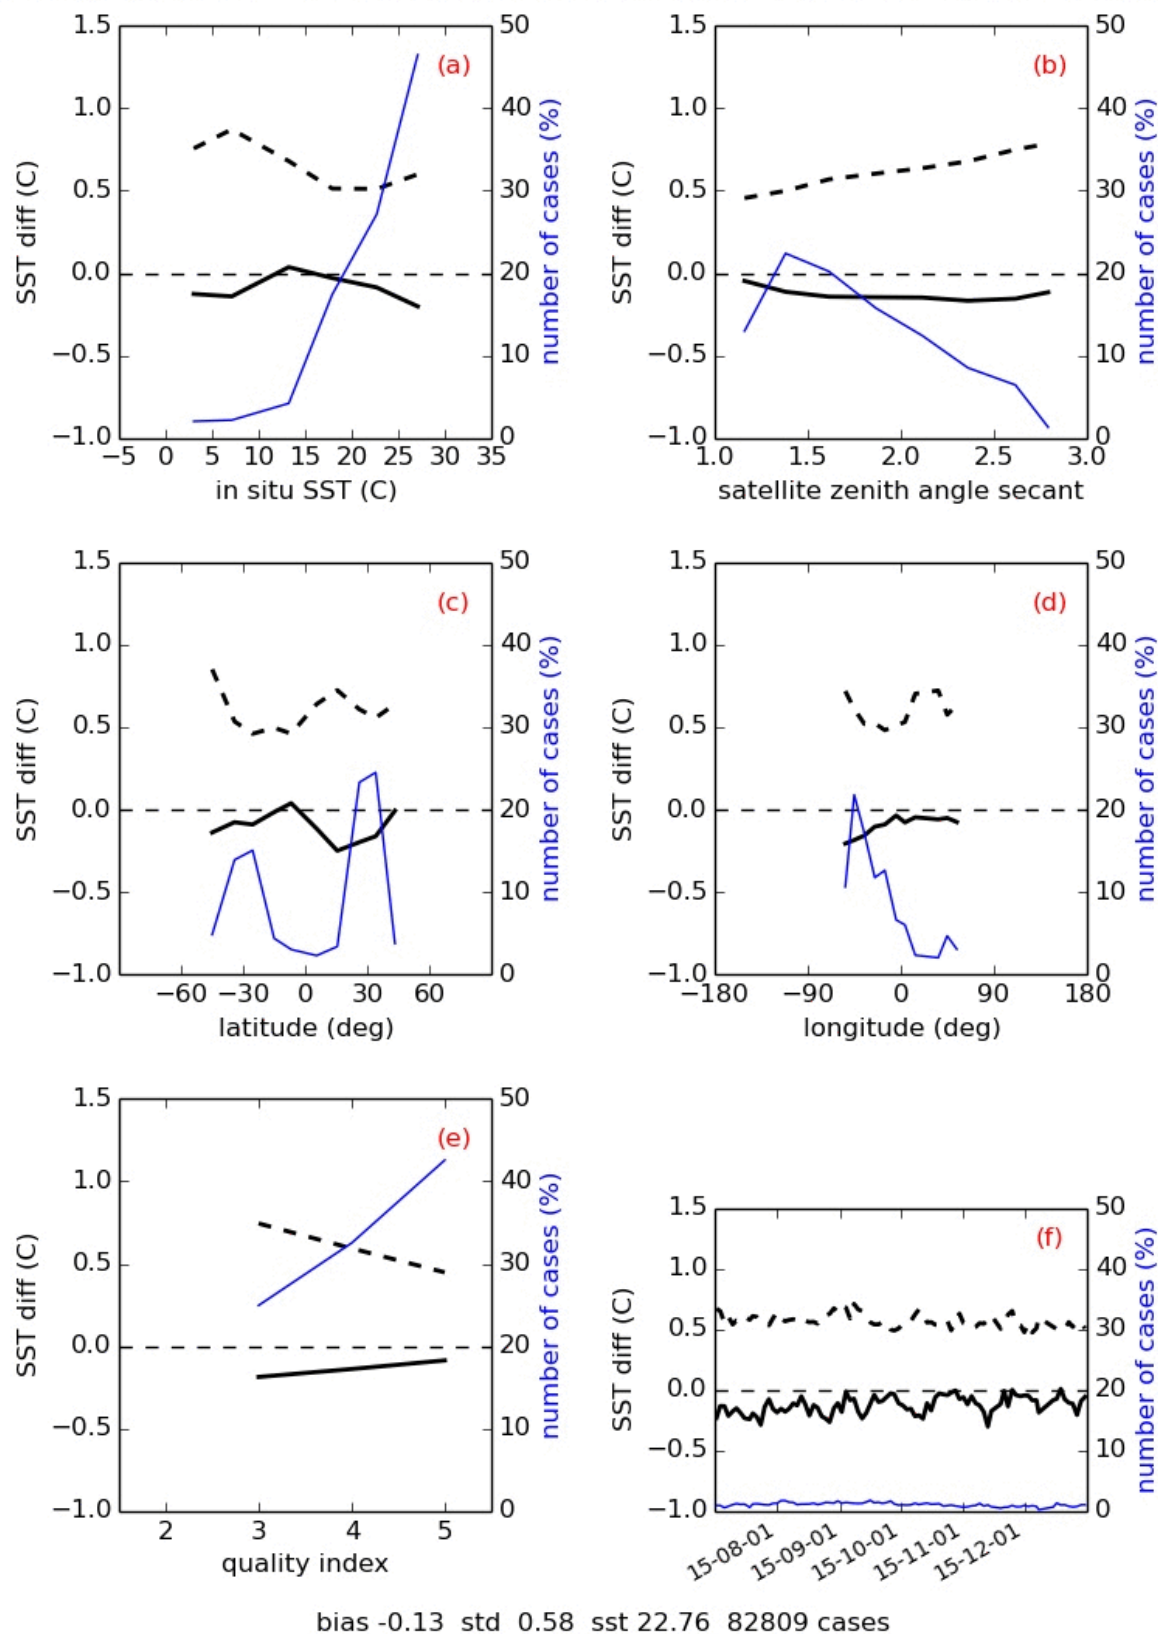 1.5 1.0 0.5 0.0 −0.5 −1.0
SST diff (C)
(a)
50 40 30 20 10 0
number of cases (%)
−5 0 5 10 15 20 25 30 35
in situ SST (C)
1.5 1.0 0.5 0.0 −0.5 −1.0
SST diff (C)
(b)
50 40 30 20 10 0
number of cases (%)
1.0 1.5 2.0 2.5 3.0
satellite zenith angle secant
1.5 1.0 0.5 0.0 −0.5 −1.0
SST diff (C)
(c)
50 40 30 20 10 0
number of cases (%)
−60 −30 0 30 60
latitude (deg)
1.5 1.0 0.5 0.0 −0.5 −1.0
SST diff (C)
(d)
50 40 30 20 10 0
number of cases (%)
−180 −90 0 90 180
longitude (deg)
1.5 1.0 0.5 0.0 −0.5 −1.0
SST diff (C)
(e)
50 40 30 20 10 0
number of cases (%)
2 3 4 5
quality index
1.5 1.0 0.5 0.0 −0.5 −1.0
SST diff (C)
(f)
50 40 30 20 10 0
number of cases (%)
15-08-01 15-09-01 15-10-01 15-11-01 15-12-01
bias -0.13 std 0.58 sst 22.76 82809 cases